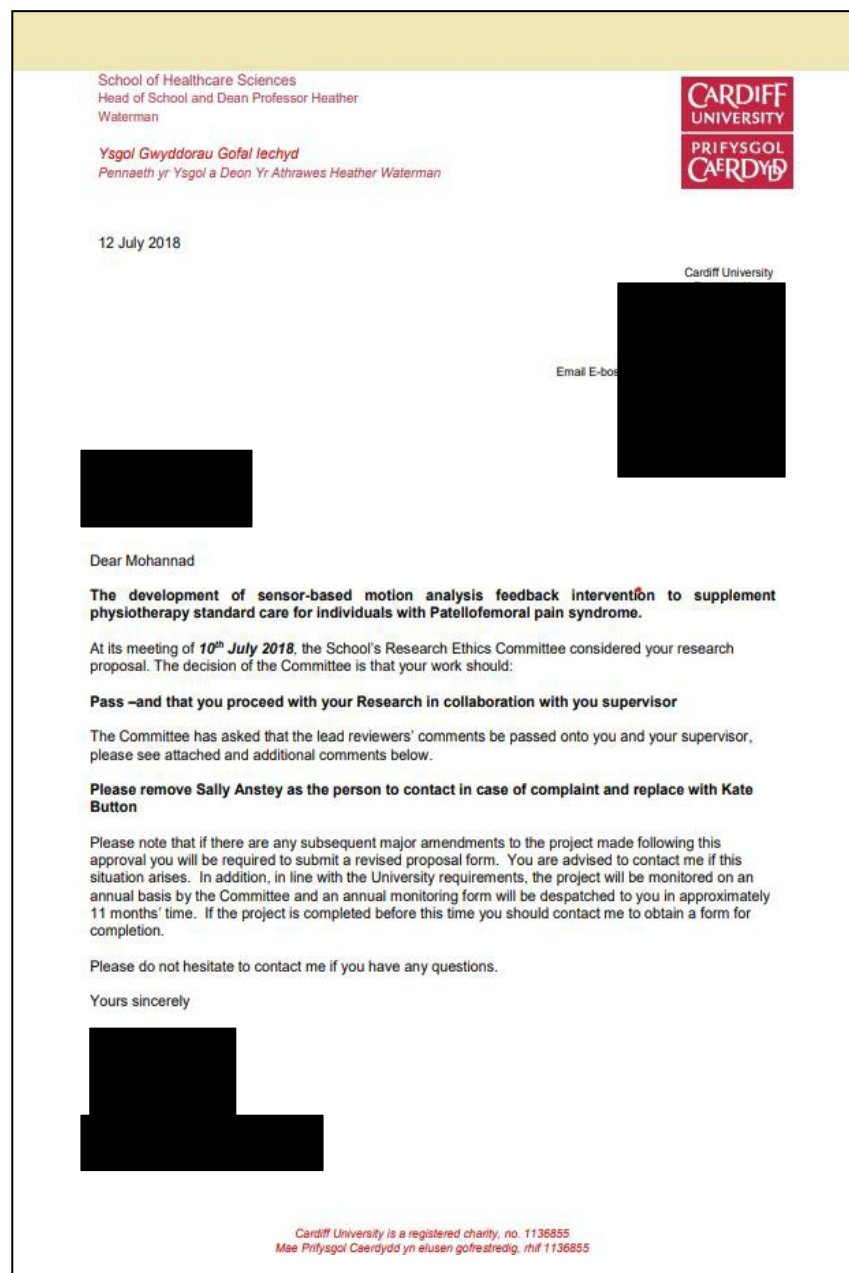 School of Healthcare Sciences
Head of School and Dean Professor Heather
Waterman
Ysgol Gwyddorau Gofal Iechyd
Pennaeth yr Ysgol a Deon Yr Athrawes Heather Waterman
CARDIFF
UNIVERSITY
PRIFYSGOL
CAERDYDD
12 July 2018
Cardiff University
Email E-bos
Dear Mohannad
The development of sensor-based motion analysis feedback intervention to supplement
physiotherapy standard care for individuals with Patellofemoral pain syndrome.
At its meeting of 10th July 2018, the School's Research Ethics Committee considered your research
proposal. The decision of the Committee is that your work should:
Pass –and that you proceed with your Research in collaboration with you supervisor
The Committee has asked that the lead reviewers' comments be passed onto you and your supervisor,
please see attached and additional comments below.
Please remove Sally Anstey as the person to contact in case of complaint and replace with Kate
Button
Please note that if there are any subsequent major amendments to the project made following this
approval you will be required to submit a revised proposal form.  You are advised to contact me if this
situation arises.  In addition, in line with the University requirements, the project will be monitored on an
annual basis by the Committee and an annual monitoring form will be despatched to you in approximately
11 months' time.  If the project is completed before this time you should contact me to obtain a form for
completion.
Please do not hesitate to contact me if you have any questions.
Yours sincerely
Cardiff University is a registered charity, no. 1136855
Mae Prifysgol Caerdydd yn elusen gofrestredig, rhif 1136855